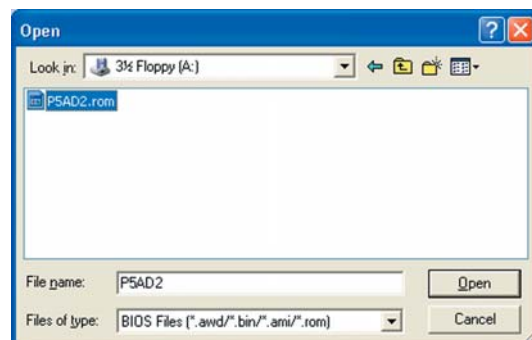 Open
Look in: 3½ Floppy (A:)
P5AD2.rom
File name: P5AD2 Open
Files of type: BIOS Files (*.awd/*.bin/*.ami/*.rom) Cancel